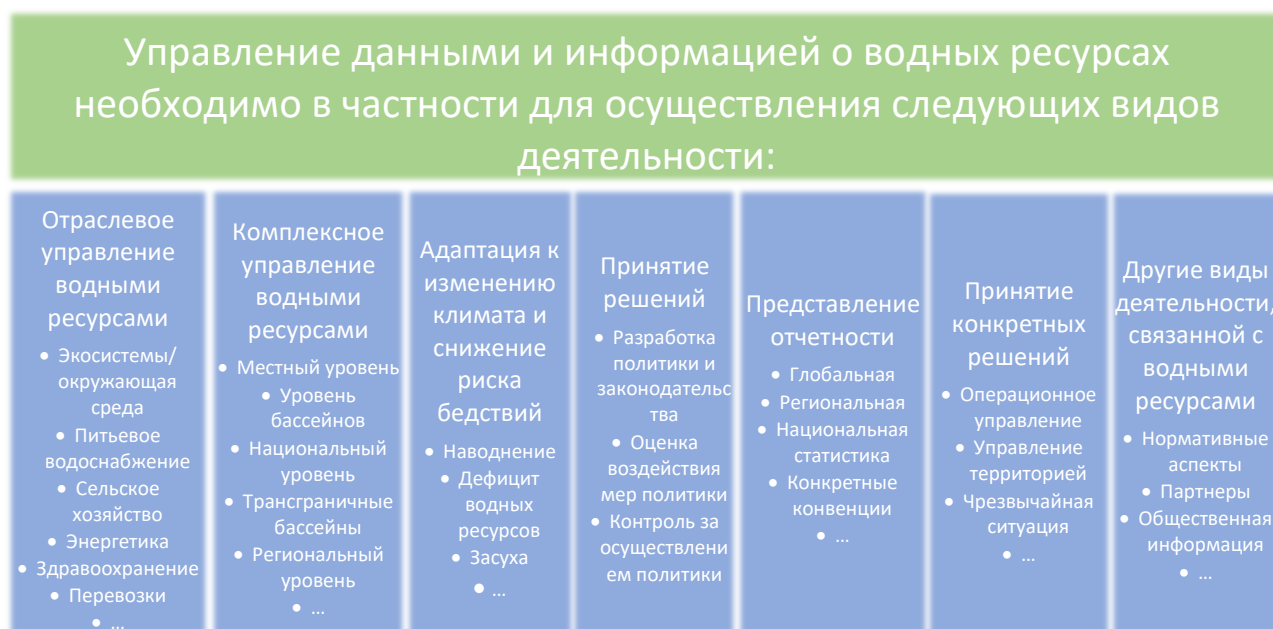 Управление данными и информацией о водных ресурсах
необходимо в частности для осуществления следующих видов
деятельности:
Отраслевое
управление
водными
ресурсами
• Экосистемы/
окружающая
среда
• Питьевое
водоснабжение
• Сельское
хозяйство
• Энергетика
• Здравоохранение
• Перевозки
• ...
Комплексное
управление
водными
ресурсами
• Местный уровень
• Уровень
бассейнов
• Национальный
уровень
• Трансграничные
бассейны
• Региональный
уровень
• ...
Адаптация к
изменению
климата и
снижение
риска
бедствий
• Наводнение
• Дефицит
водных
ресурсов
• Засуха
• ...
Принятие
решений
• Разработка
политики и
законодательс
тва
• Оценка
воздействия
мер политики
• Контроль за
осуществлени
ем политики
Представление
отчетности
• Глобальная
• Региональная
• Национальная
статистика
• Конкретные
конвенции
• ...
Принятие
конкретных
решений
• Операционное
управление
• Управление
территорией
• Чрезвычайная
ситуация
• ...
Другие виды
деятельности,
связанной с
водными
ресурсами
• Нормативные
аспекты
• Партнеры
• Общественная
информация
• ...